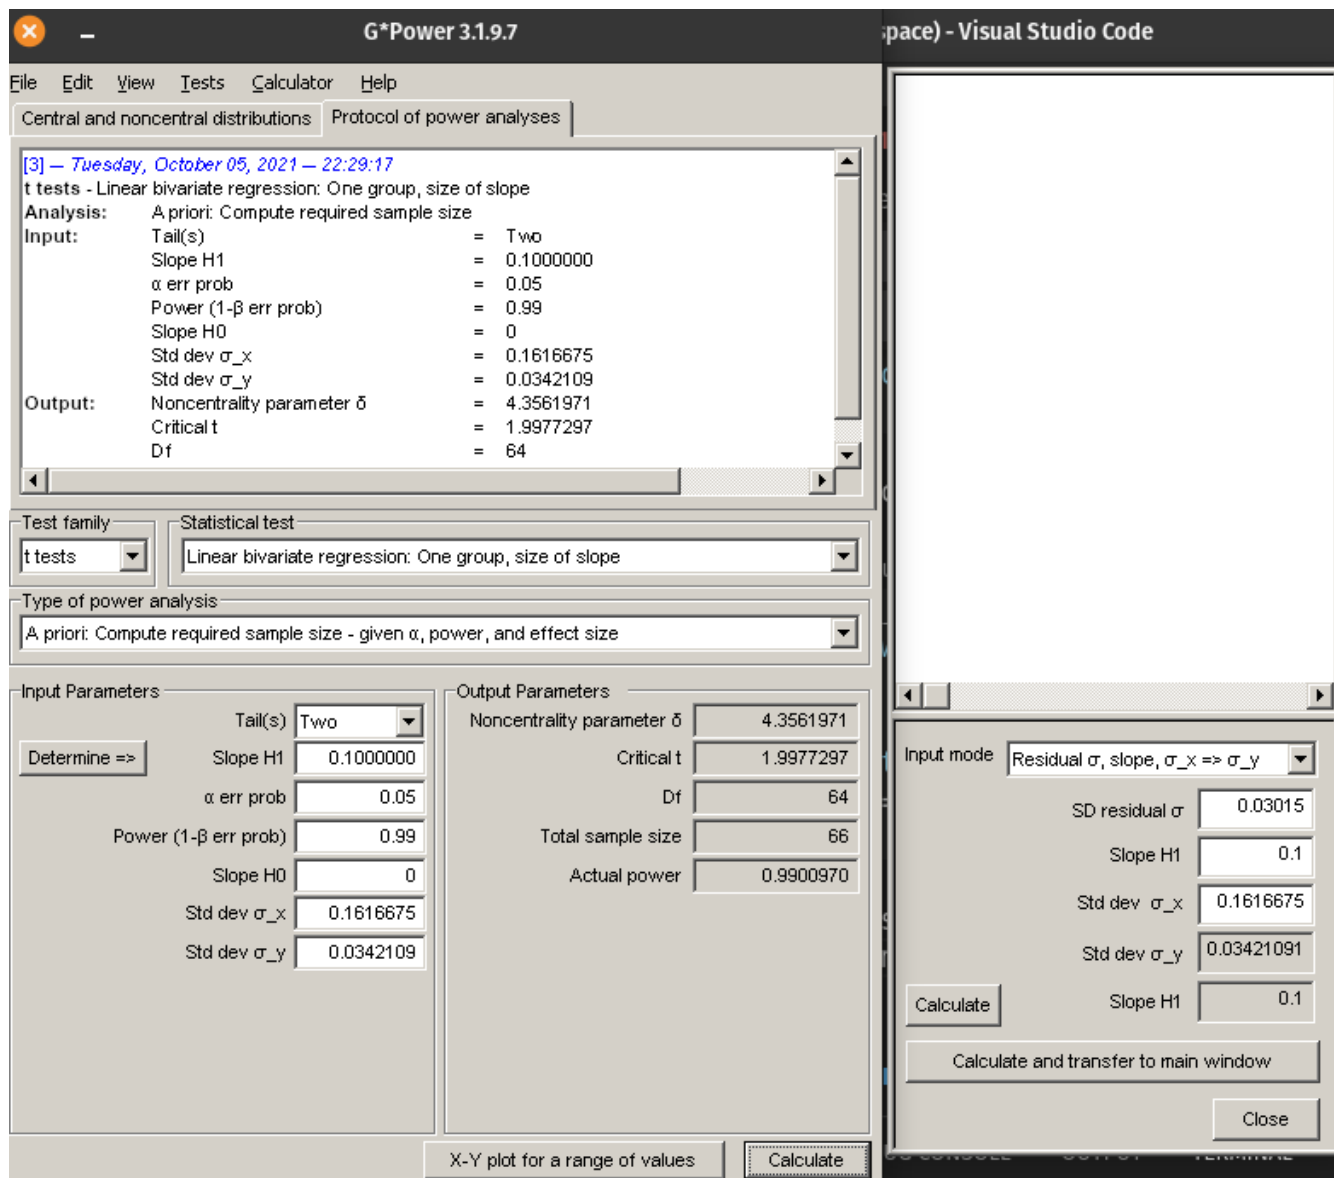 G*Power 3.1.9.7
space) - Visual Studio Code
File Edit View Tests Calculator Help
Central and noncentral distributions Protocol of power analyses
[3] -- Tuesday, October 05, 2021 -- 22:29:17
t tests - Linear bivariate regression: One group, size of slope
Analysis: A priori: Compute required sample size
Input: Tail(s) = Two
Slope H1 = 0.1000000
α err prob = 0.05
Power (1-β err prob) = 0.99
Slope H0 = 0
Std dev σ_x = 0.1616675
Std dev σ_y = 0.0342109
Output: Noncentrality parameter δ = 4.3561971
Critical t = 1.9977297
Df = 64
Test family
t tests
Statistical test
Linear bivariate regression: One group, size of slope
Type of power analysis
A priori: Compute required sample size - given α, power, and effect size
Input Parameters
Tail(s) Two
Determine => Slope H1 0.1000000
α err prob 0.05
Power (1-β err prob) 0.99
Slope H0 0
Std dev σ_x 0.1616675
Std dev σ_y 0.0342109
Output Parameters
Noncentrality parameter δ 4.3561971
Critical t 1.9977297
Df 64
Total sample size 66
Actual power 0.9900970
X-Y plot for a range of values Calculate
Input mode Residual σ, slope, σ_x => σ_y
SD residual σ 0.03015
Slope H1 0.1
Std dev σ_x 0.1616675
Std dev σ_y 0.03421091
Calculate Slope H1 0.1
Calculate and transfer to main window
Close